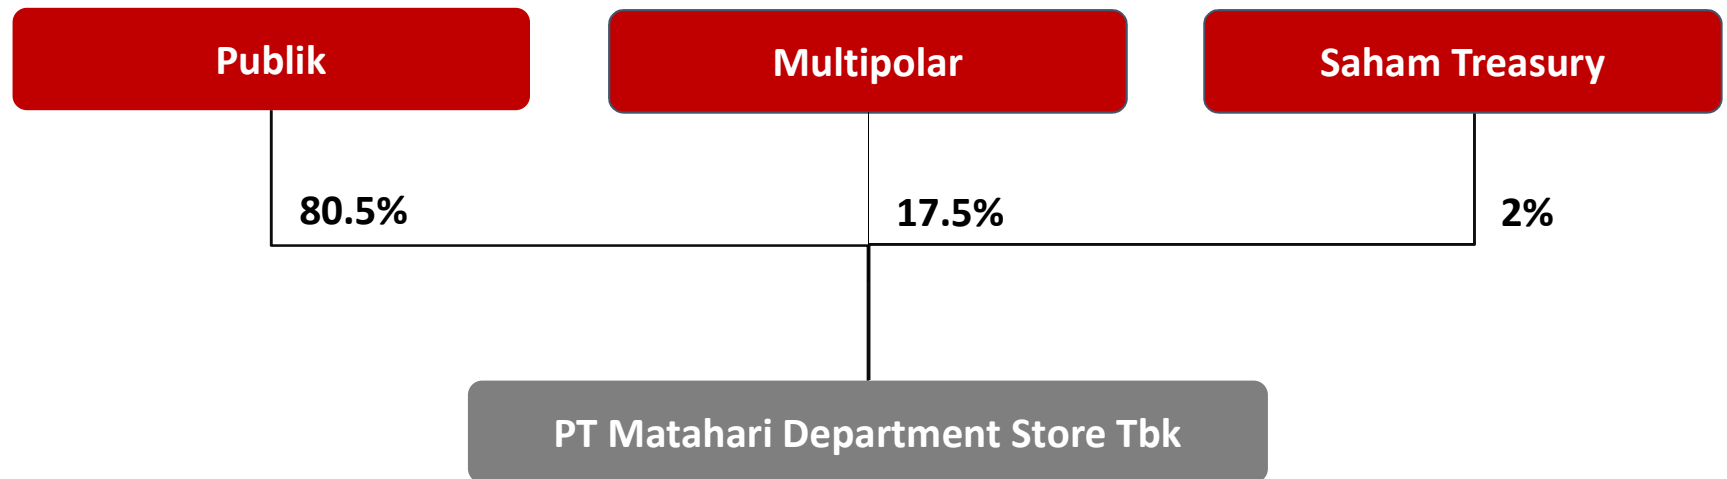 Publik
Multipolar
Saham Treasury
80.5%
17.5%
2%
PT Matahari Department Store Tbk